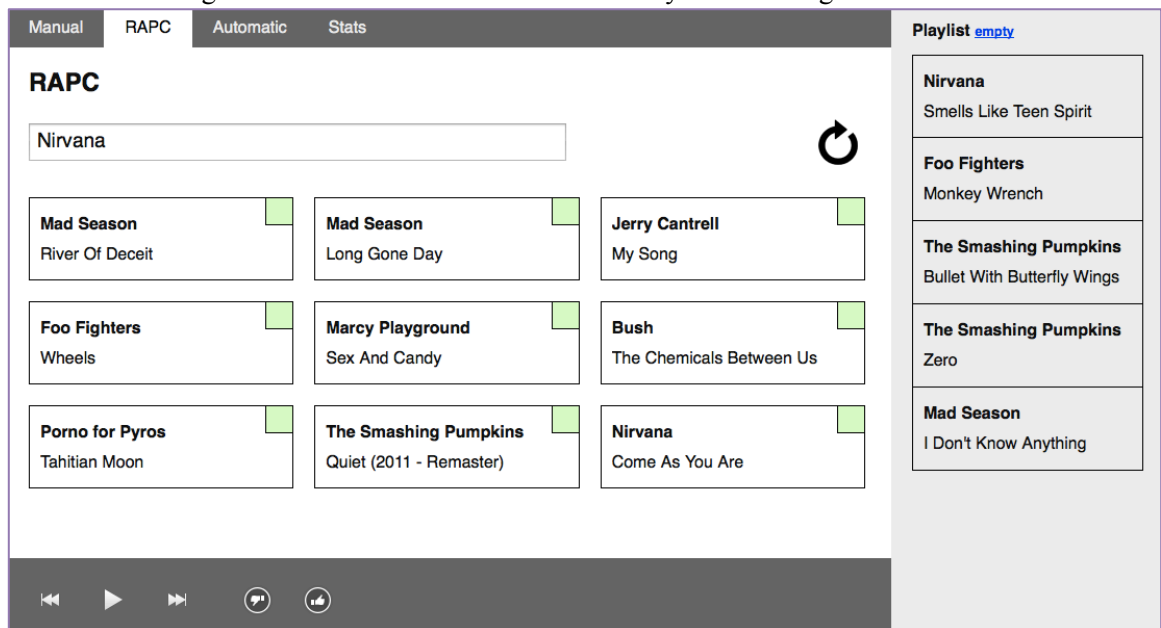 Manual RAPC Automatic Stats
RAPC
Nirvana
Mad Season
River Of Deceit
Mad Season
Long Gone Day
Jerry Cantrell
My Song
Foo Fighters
Wheels
Marcy Playground
Sex And Candy
Bush
The Chemicals Between Us
Porno for Pyros
Tahitian Moon
The Smashing Pumpkins
Quiet (2011 - Remaster)
Nirvana
Come As You Are
Playlist empty
Nirvana
Smells Like Teen Spirit
Foo Fighters
Monkey Wrench
The Smashing Pumpkins
Bullet With Butterfly Wings
The Smashing Pumpkins
Zero
Mad Season
I Don't Know Anything